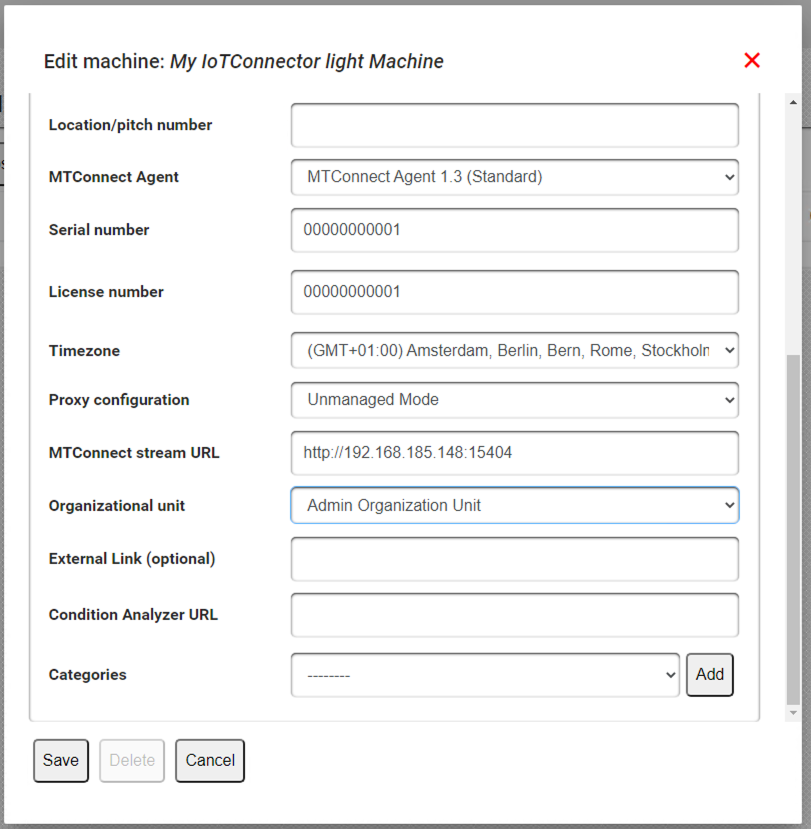 Edit machine: My IoTConnector light Machine
Location/pitch number
MTConnect Agent MTConnect Agent 1.3 (Standard)
Serial number 00000000001
License number 00000000001
Timezone (GMT+01:00) Amsterdam, Berlin, Bern, Rome, Stockholm
Proxy configuration Unmanaged Mode
MTConnect stream URL http://192.168.185.148:15404
Organizational unit Admin Organization Unit
External Link (optional)
Condition Analyzer URL
Categories -------- Add
Save Delete Cancel